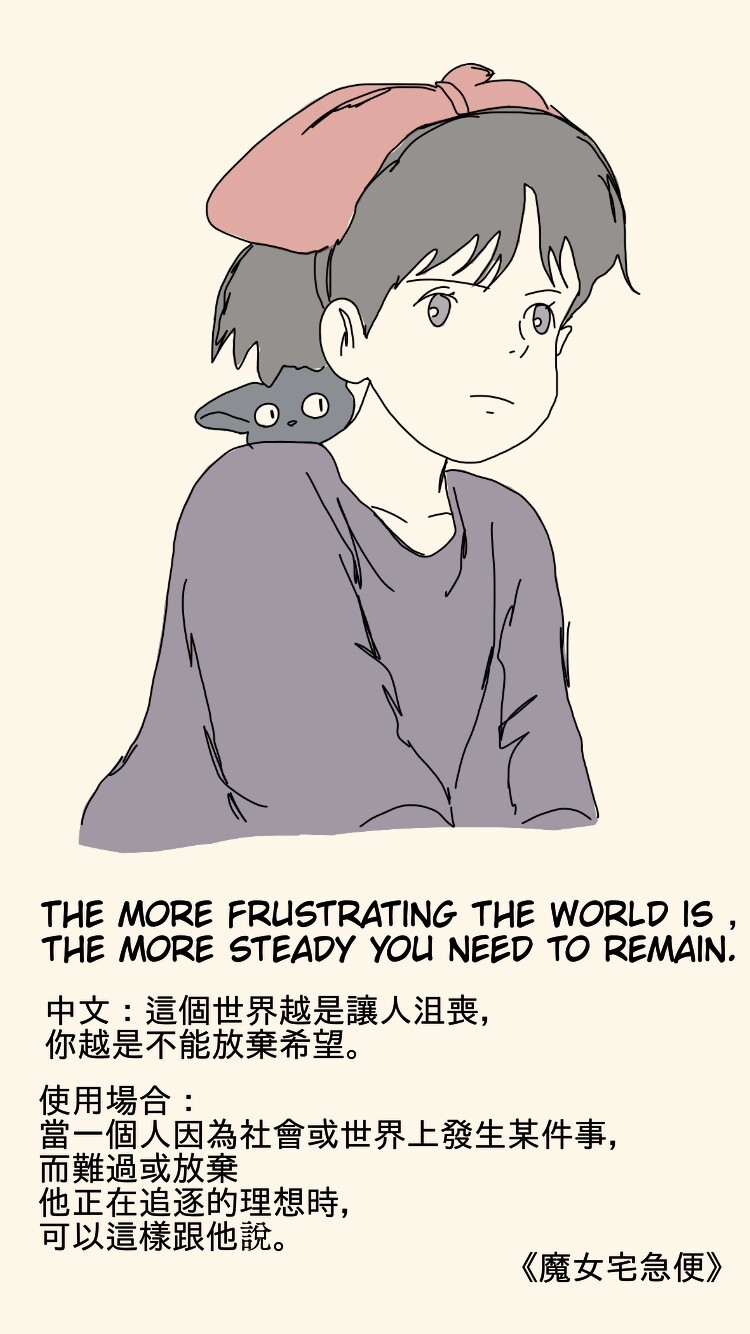 THE MORE FRUSTRATING THE WORLD IS ,
THE MORE STEADY YOU NEED TO REMAIN.
中文：這個世界越是讓人沮喪，
你越是不能放棄希望。
使用場合：
當一個人因為社會或世界上發生某件事，
而難過或放棄
他正在追逐的理想時，
可以這樣跟他說。
《魔女宅急便》